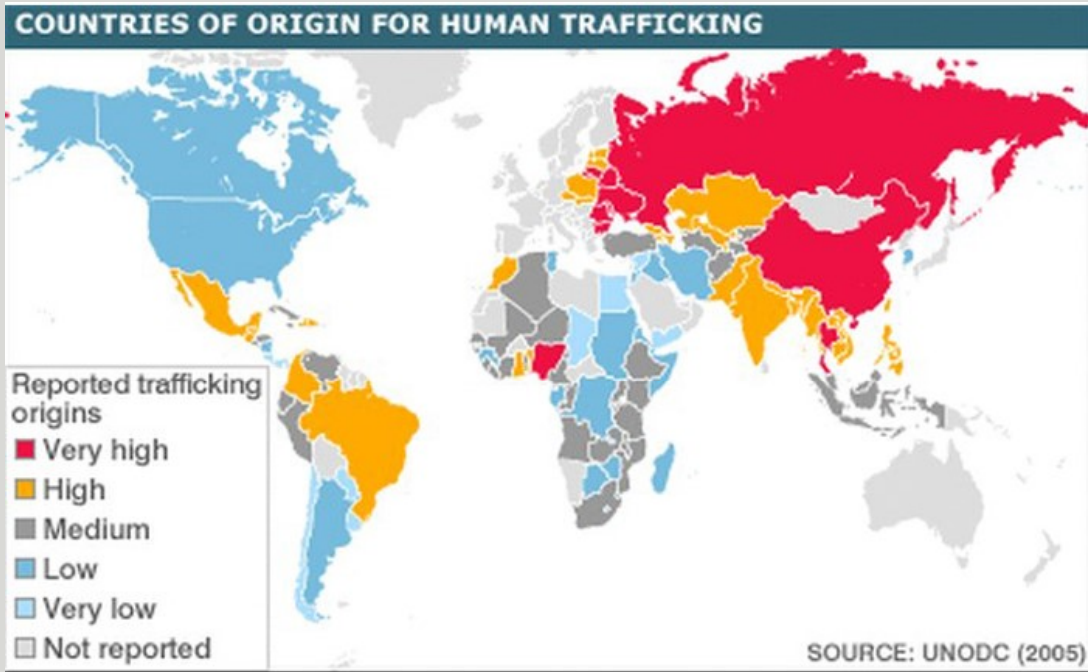 COUNTRIES OF ORIGIN FOR HUMAN TRAFFICKING
Reported trafficking
origins
Very high
High
Medium
Low
Very low
Not reported
SOURCE: UNODC (2005)